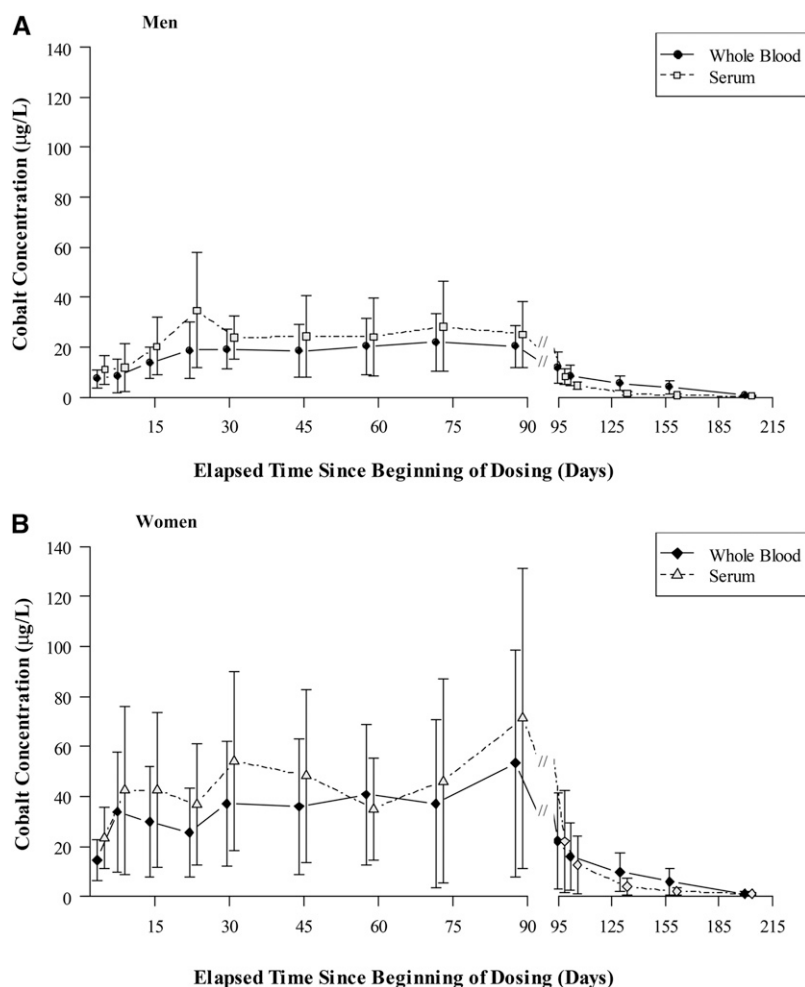 A
Men
140
120
100
80
60
40
20
0
Cobalt Concentration (µg/L)
Whole Blood
Serum
//
//
15 30 45 60 75 90 95 125 155 185 215
Elapsed Time Since Beginning of Dosing (Days)
B
Women
140
120
100
80
60
40
20
0
Cobalt Concentration (µg/L)
Whole Blood
Serum
//
//
15 30 45 60 75 90 95 125 155 185 215
Elapsed Time Since Beginning of Dosing (Days)